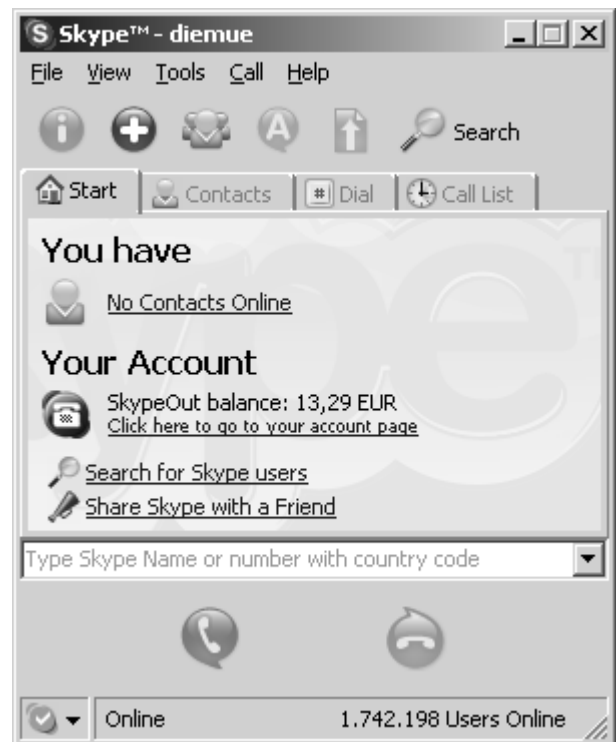 S Skype™ - diemue
File View Tools Call Help
Search
Start Contacts # Dial Call List
You have
No Contacts Online
Your Account
SkypeOut balance: 13,29 EUR
Click here to go to your account page
Search for Skype users
Share Skype with a Friend
Type Skype Name or number with country code
Online 1.742.198 Users Online